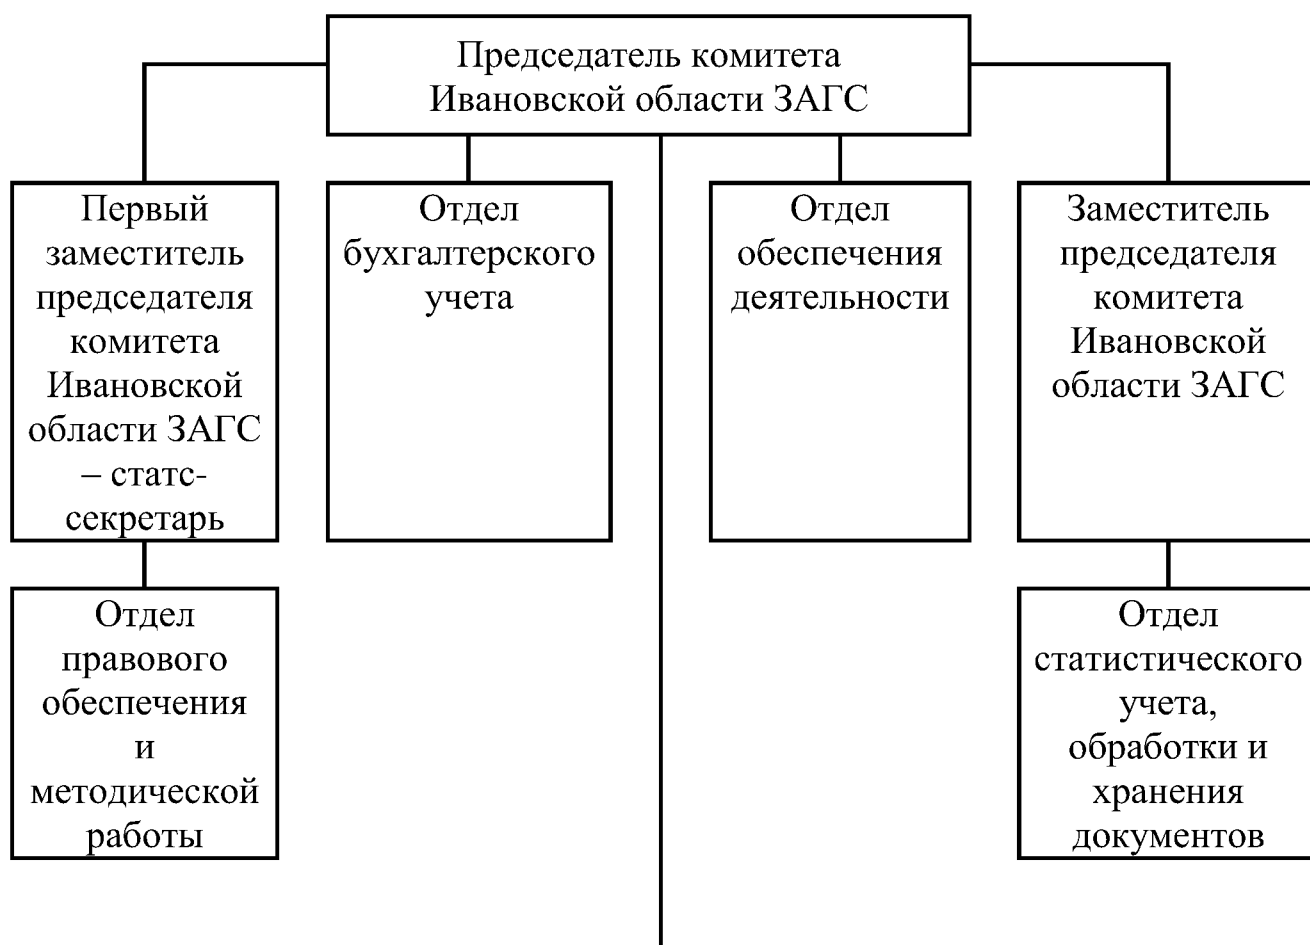 Председатель комитета
Ивановской области ЗАГС
Первый
заместитель
председателя
комитета
Ивановской
области ЗАГС
– статс-
секретарь
Отдел
бухгалтерского
учета
Отдел
обеспечения
деятельности
Заместитель
председателя
комитета
Ивановской
области ЗАГС
Отдел
правового
обеспечения
и
методической
работы
Отдел
статистического
учета,
обработки и
хранения
документов